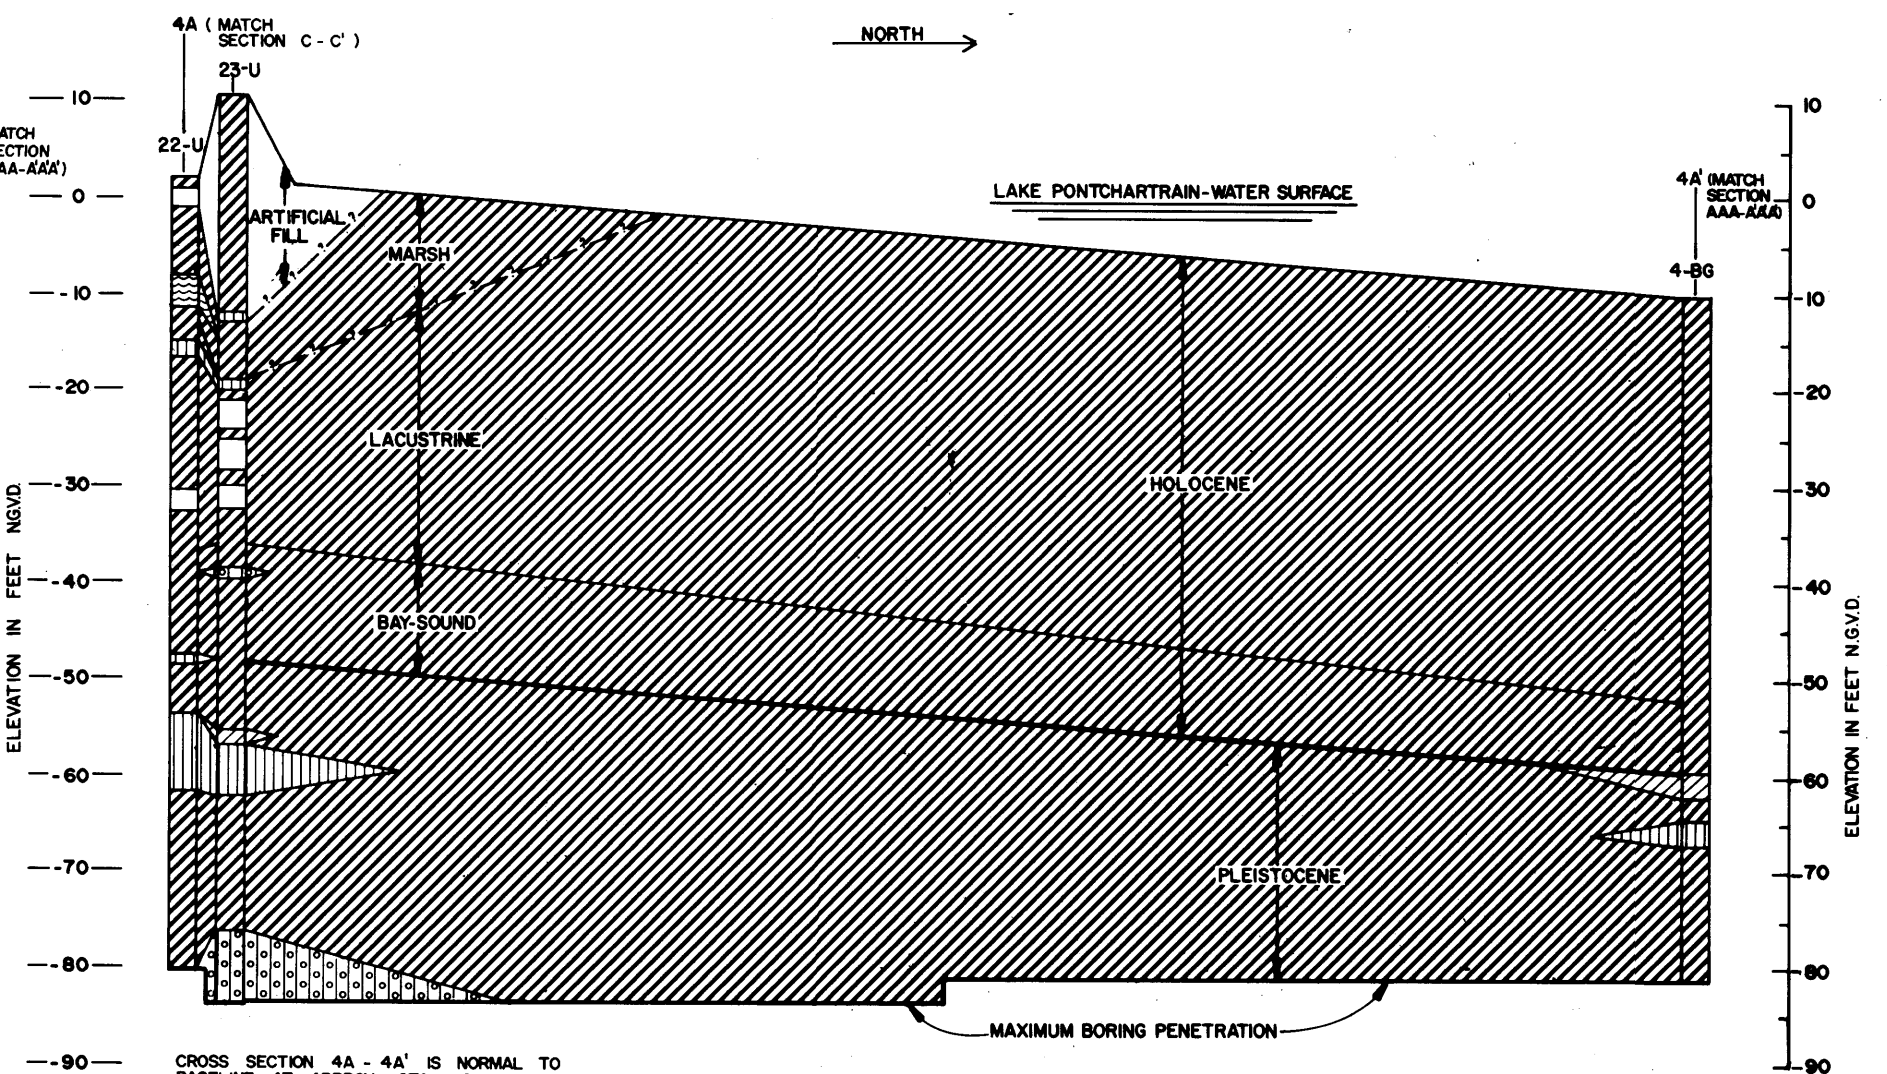 4A ( MATCH
SECTION C - C' )
NORTH
23-U
10
22-U
0
-10
-20
-30
-40
-50
-60
-70
-80
-90
ELEVATION IN FEET N.G.V.D.
ARTIFICIAL
FILL
MARSH
LACUSTRINE
BAY-SOUND
LAKE PONTCHARTRAIN-WATER SURFACE
HOLOCENE
PLEISTOCENE
MAXIMUM BORING PENETRATION
4A' (MATCH
SECTION
AAA-A'A'A')
4-BG
10
0
-10
-20
-30
-40
-50
-60
-70
-80
-90
ELEVATION IN FEET N.G.V.D.
CROSS SECTION 4A - 4A' IS NORMAL TO